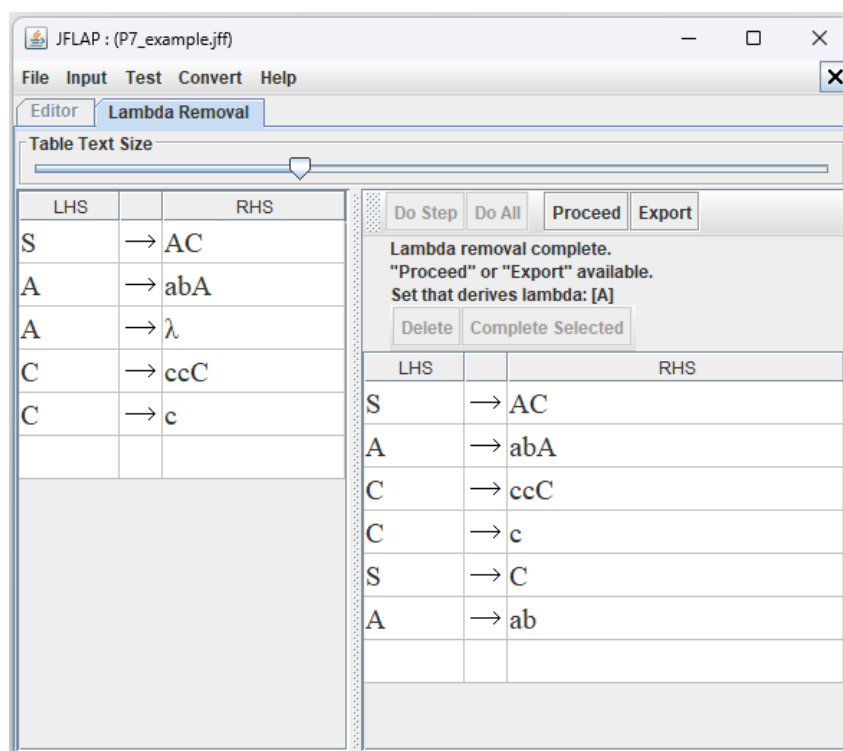 JFLAP : (P7_example.jff)
File Input Test Convert Help
Editor Lambda Removal
Table Text Size
LHS RHS
S → AC
A → abA
A → λ
C → ccC
C → c
Do Step Do All Proceed Export
Lambda removal complete.
"Proceed" or "Export" available.
Set that derives lambda: [A]
Delete Complete Selected
LHS RHS
S → AC
A → abA
C → ccC
C → c
S → C
A → ab